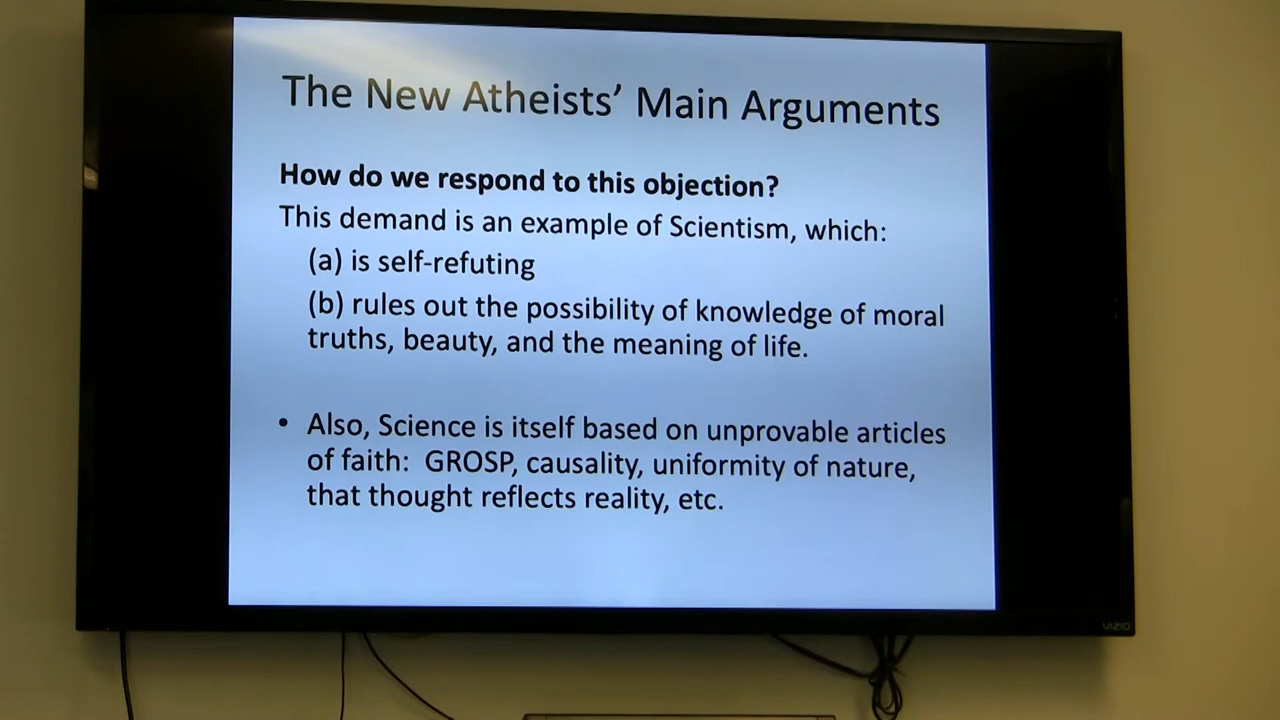 The New Atheists' Main Arguments
How do we respond to this objection?
This demand is an example of Scientism, which:
(a) is self-refuting
(b) rules out the possibility of knowledge of moral
truths, beauty, and the meaning of life.
• Also, Science is itself based on unprovable articles
of faith: GROSP, causality, uniformity of nature,
that thought reflects reality, etc.
VIZIO